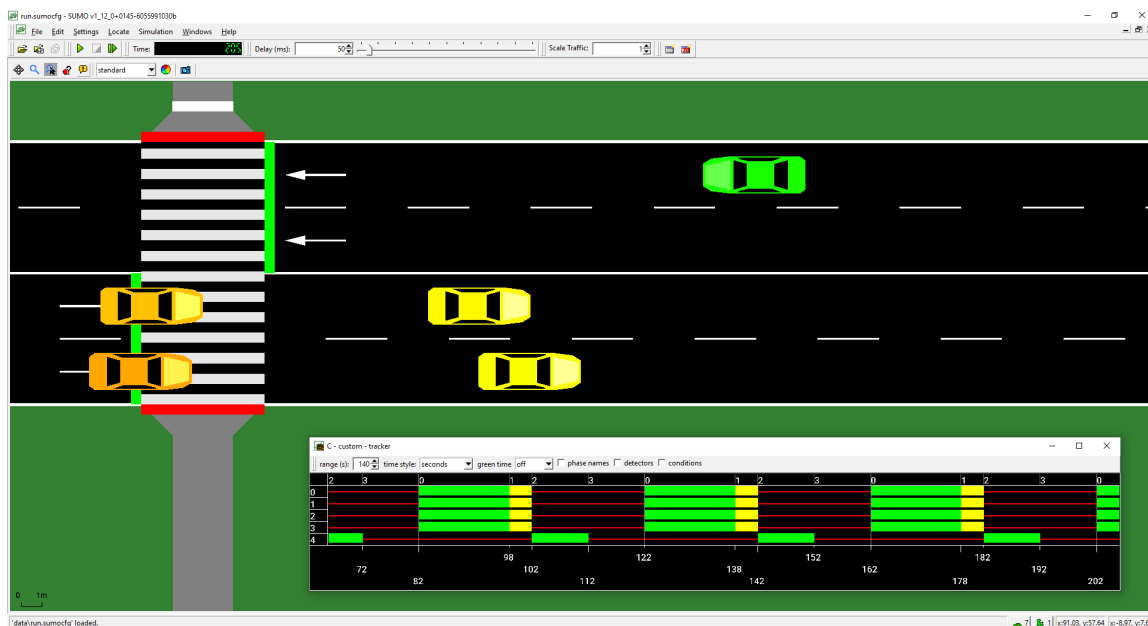 run.sumocfg - SUMO v1_12_0+0145-6055991030b
File Edit Settings Locate Simulation Windows Help
Time: 205 Delay (ms): 50 Scale Traffic: 1
standard
C - custom - tracker
range (s): 140 time style: seconds green time off phase names detectors conditions
2 3 0 1 2 3 0 1 2 3 0 1 2 3 0
0
1
2
3
4
98 122 138 152 162 182 202
72 102 112 142 178 192
82
0 1m
'data\run.sumocfg' loaded. 7 1 x:91.03, y:57.64